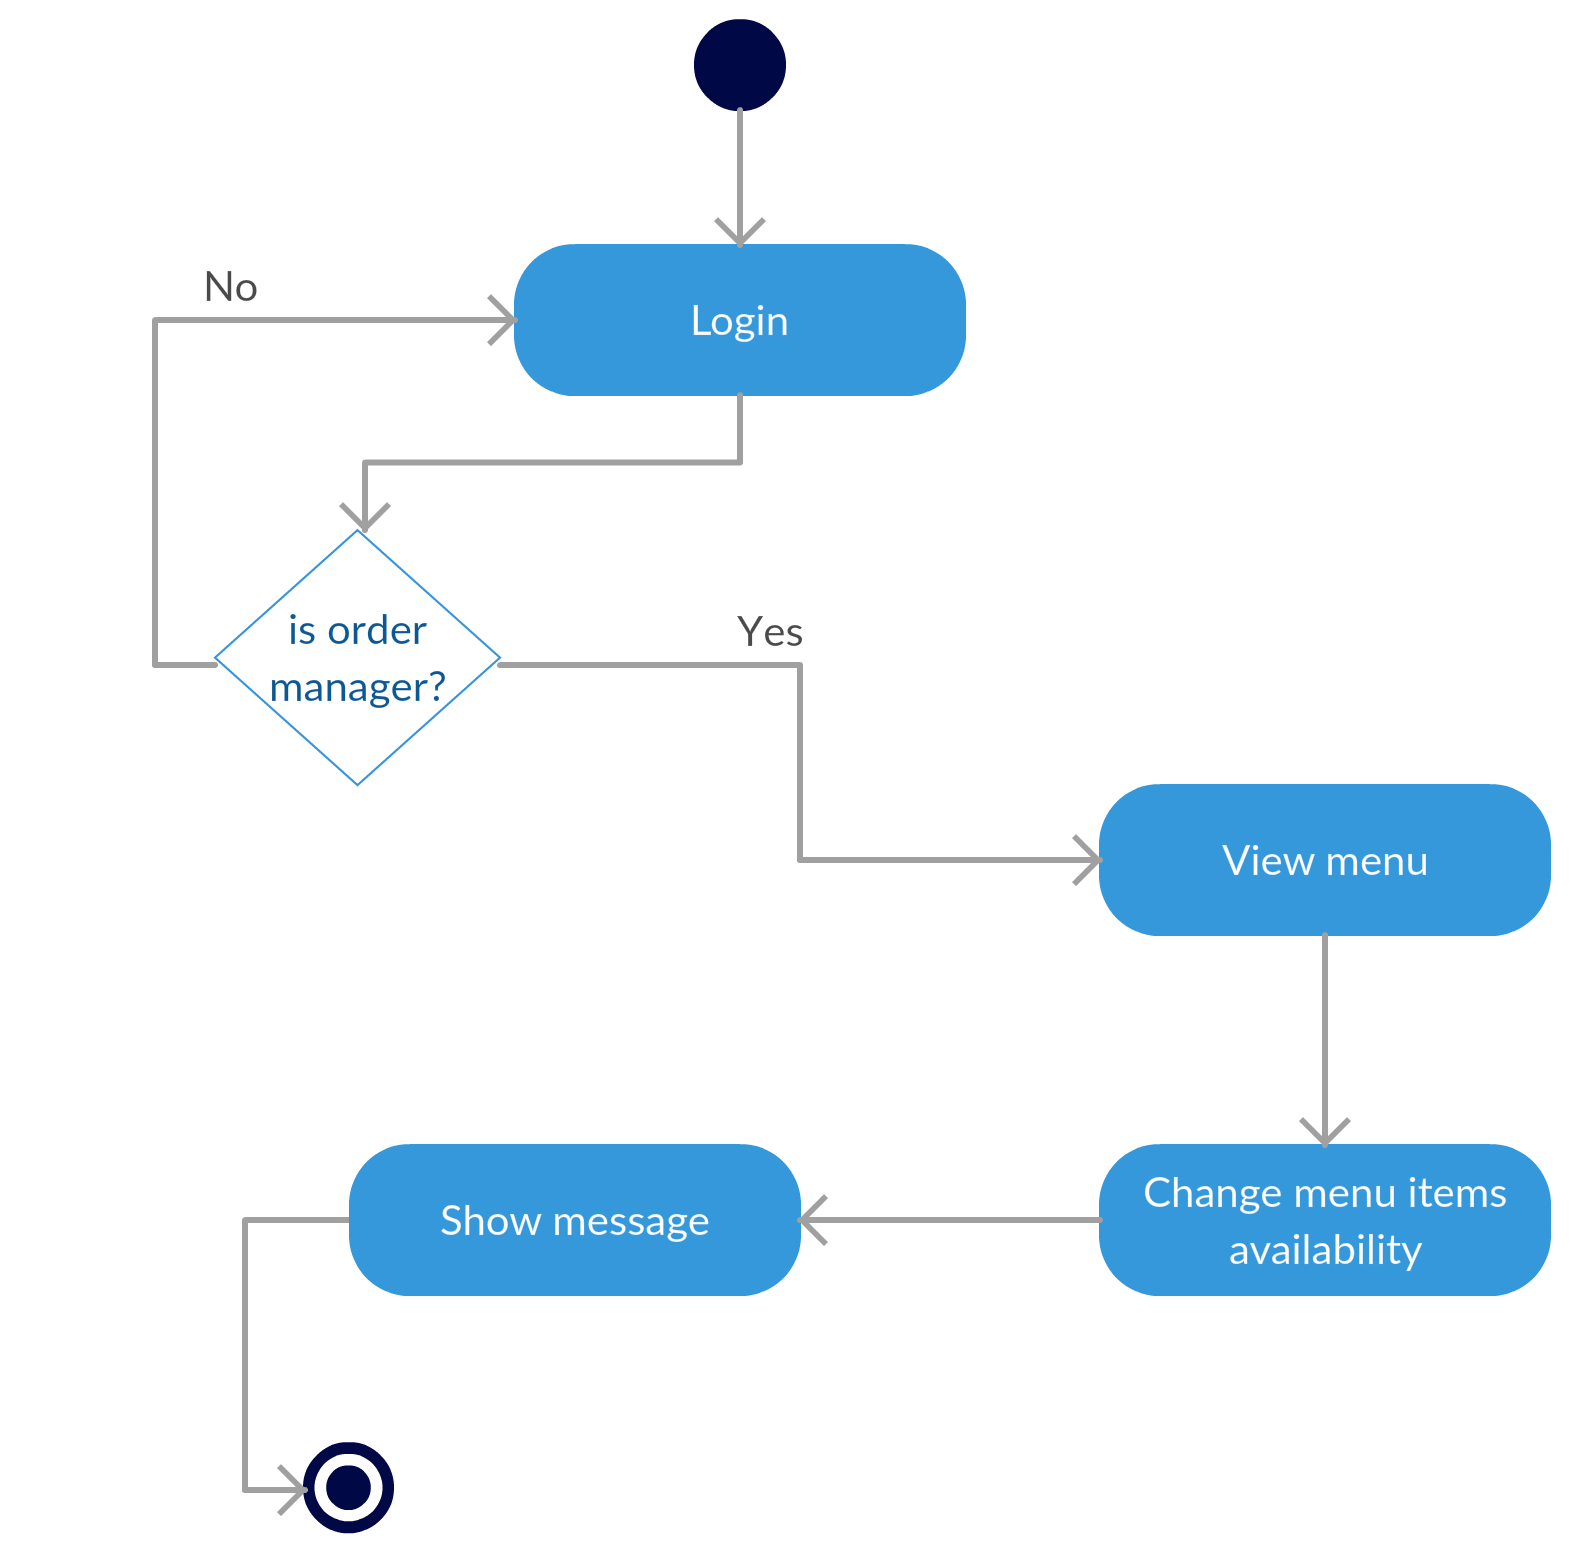 No
Login
is order
manager?
Yes
View menu
Change menu items
availability
Show message